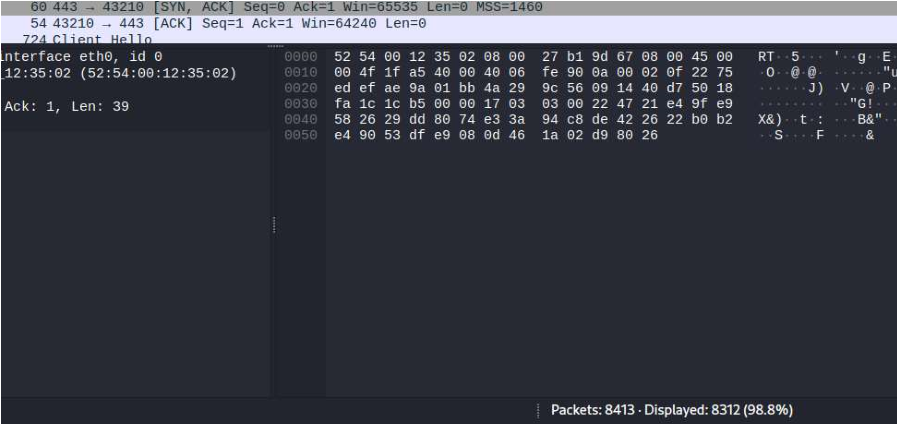 60 443 → 43210 [SYN, ACK] Seq=0 Ack=1 Win=65535 Len=0 MSS=1460
54 43210 → 443 [ACK] Seq=1 Ack=1 Win=64240 Len=0
724 Client Hello
interface eth0, id 0
12:35:02 (52:54:00:12:35:02)
Ack: 1, Len: 39
0000 52 54 00 12 35 02 08 00 27 b1 9d 67 08 00 45 00 RT··5··· '··g··E·
0010 00 4f 1f a5 40 00 40 06 fe 90 0a 00 02 0f 22 75 ·O··@·@· ······"u
0020 ed ef ae 9a 01 bb 4a 29 9c 56 09 14 40 d7 50 18 ······J) ·V··@·P·
0030 fa 1c 1c b5 00 00 17 03 03 00 22 47 21 e4 9f e9 ········ ··"G!···
0040 58 26 29 dd 80 74 e3 3a 94 c8 de 42 26 22 b0 b2 X&)··t·: ···B&"··
0050 e4 90 53 df e9 08 0d 46 1a 02 d9 80 26 ··S····F ····&
Packets: 8413 · Displayed: 8312 (98.8%)